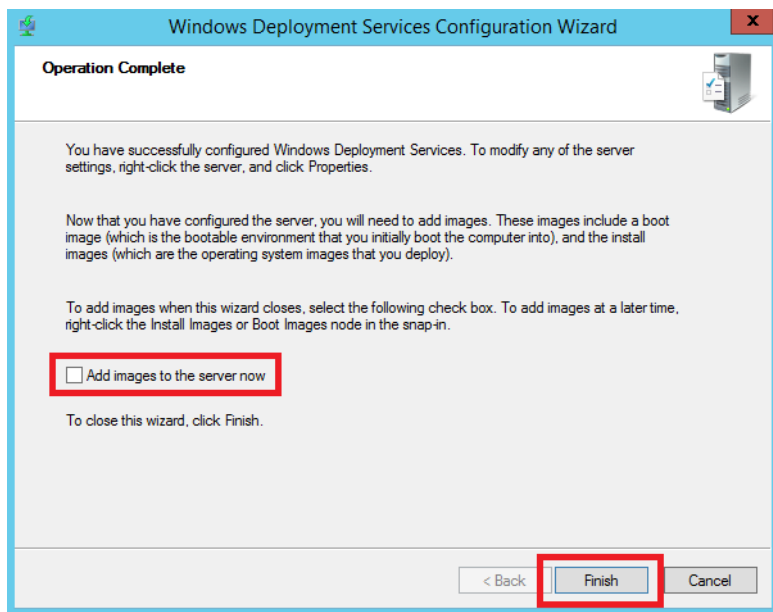 Windows Deployment Services Configuration Wizard
x
Operation Complete
You have successfully configured Windows Deployment Services. To modify any of the server
settings, right-click the server, and click Properties.
Now that you have configured the server, you will need to add images. These images include a boot
image (which is the bootable environment that you initially boot the computer into), and the install
images (which are the operating system images that you deploy).
To add images when this wizard closes, select the following check box. To add images at a later time,
right-click the Install Images or Boot Images node in the snap-in.
Add images to the server now
To close this wizard, click Finish.
< Back Finish Cancel